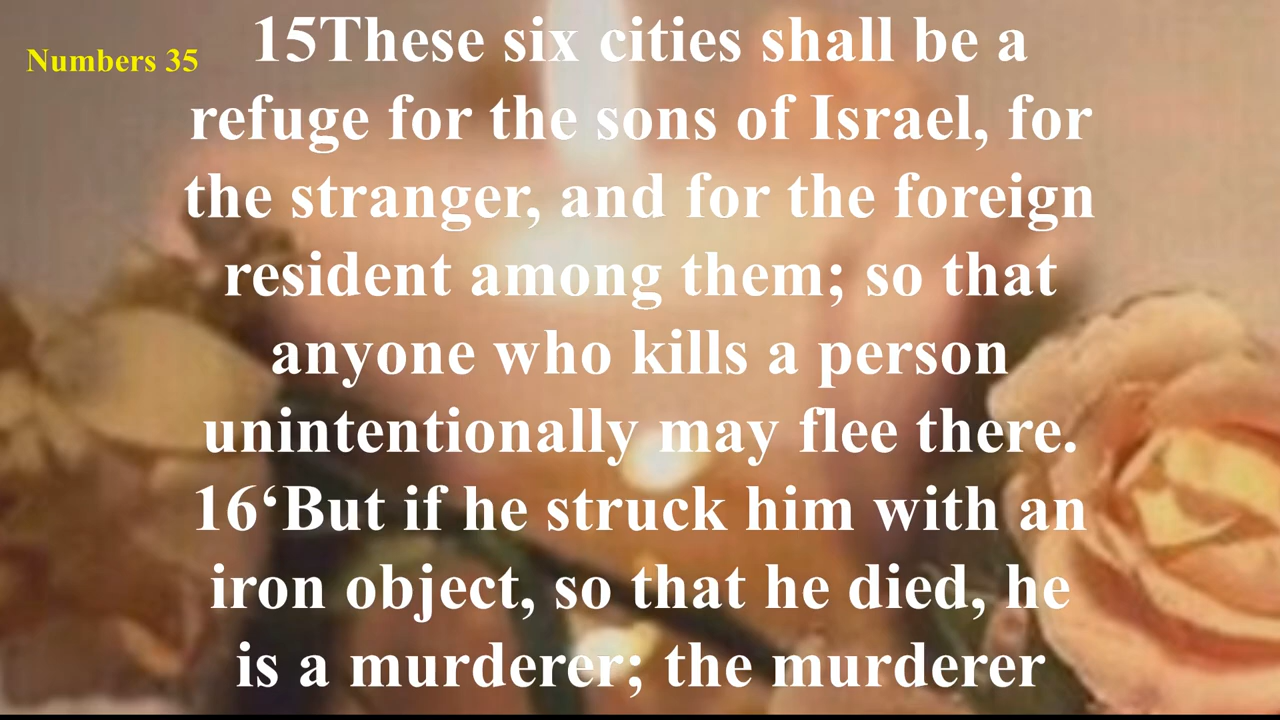 Numbers 35
15These six cities shall be a
refuge for the sons of Israel, for
the stranger, and for the foreign
resident among them; so that
anyone who kills a person
unintentionally may flee there.
16‘But if he struck him with an
iron object, so that he died, he
is a murderer; the murderer